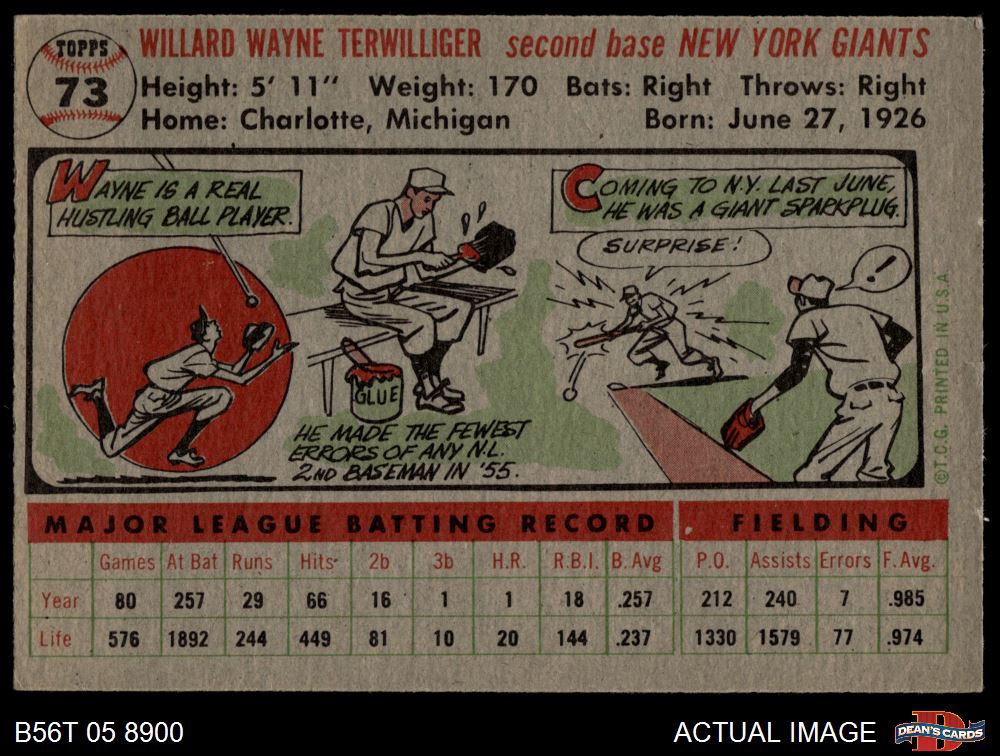 TOPPS
73
WILLARD WAYNE TERWILLIGER second base NEW YORK GIANTS
Height: 5' 11" Weight: 170 Bats: Right Throws: Right
Home: Charlotte, Michigan Born: June 27, 1926
WAYNE IS A REAL
HUSTLING BALL PLAYER.
GLUE
HE MADE THE FEWEST
ERRORS OF ANY N.L.
2ND BASEMAN IN '55.
COMING TO N.Y. LAST JUNE,
HE WAS A GIANT SPARKPLUG.
SURPRISE!
!
©T.C.G. PRINTED IN U.S.A.
MAJOR LEAGUE BATTING RECORD FIELDING
Games At Bat Runs Hits 2b 3b H.R. R.B.I. B. Avg P.O. Assists Errors F. Avg.
Year 80 257 29 66 16 1 1 18 .257 212 240 7 .985
Life 576 1892 244 449 81 10 20 144 .237 1330 1579 77 .974
B56T 05 8900 ACTUAL IMAGE
DEAN'S CARDS